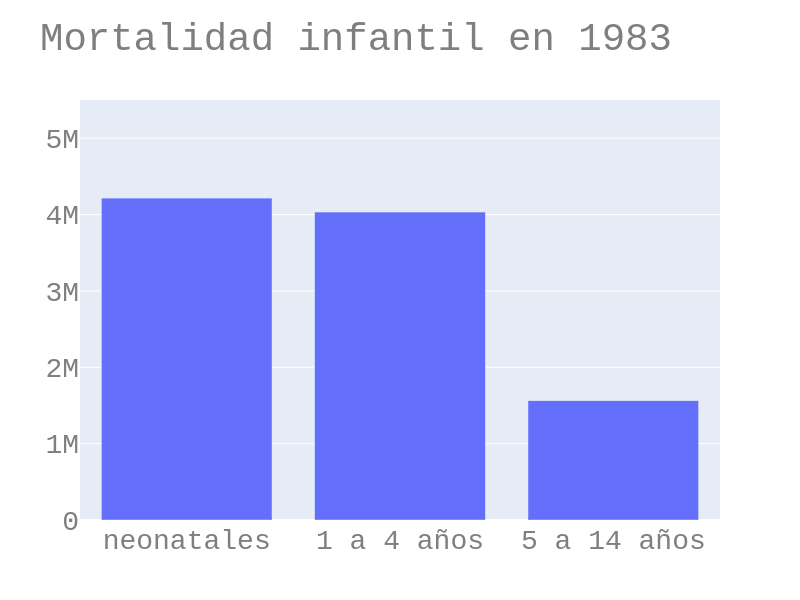 Mortalidad infantil en 1983
5M
4M
3M
2M
1M
0
neonatales 1 a 4 años 5 a 14 años